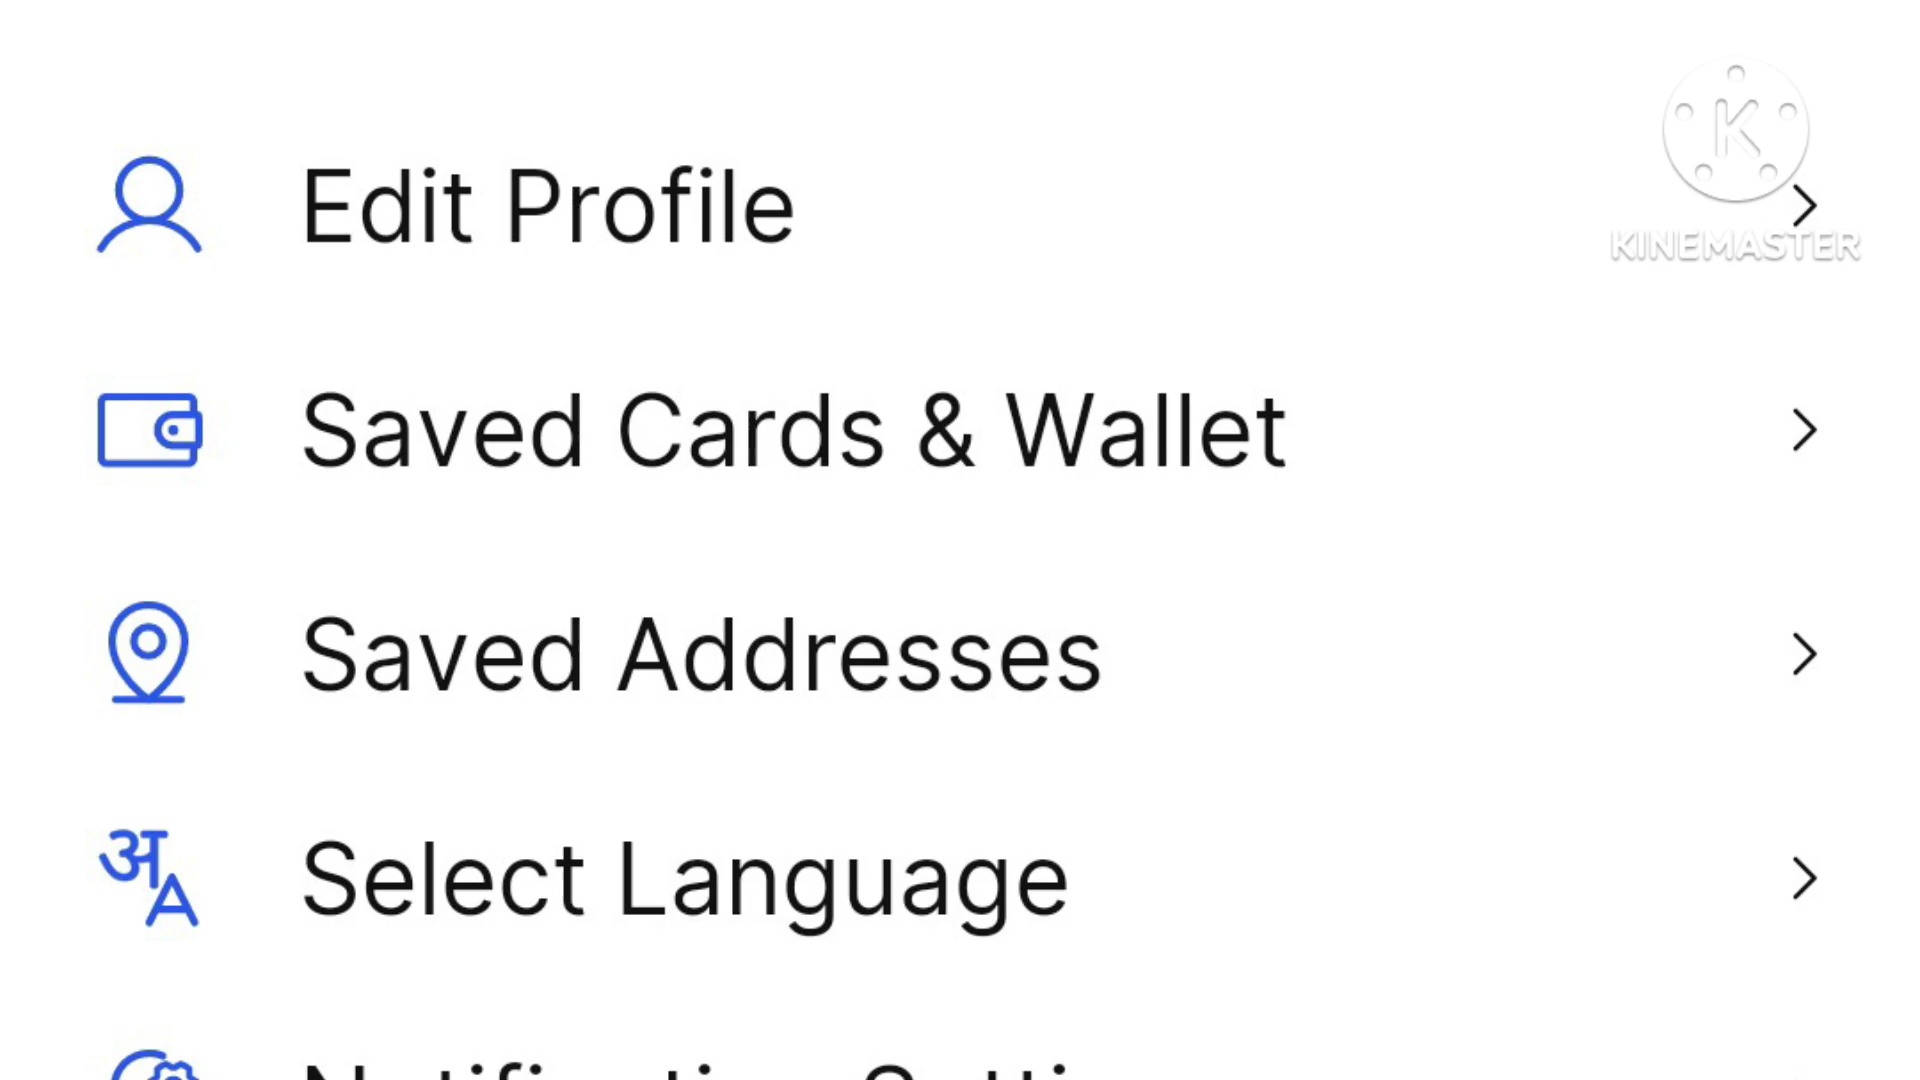 K
KINEMASTER
Edit Profile
Saved Cards & Wallet
Saved Addresses
अ
A
Select Language